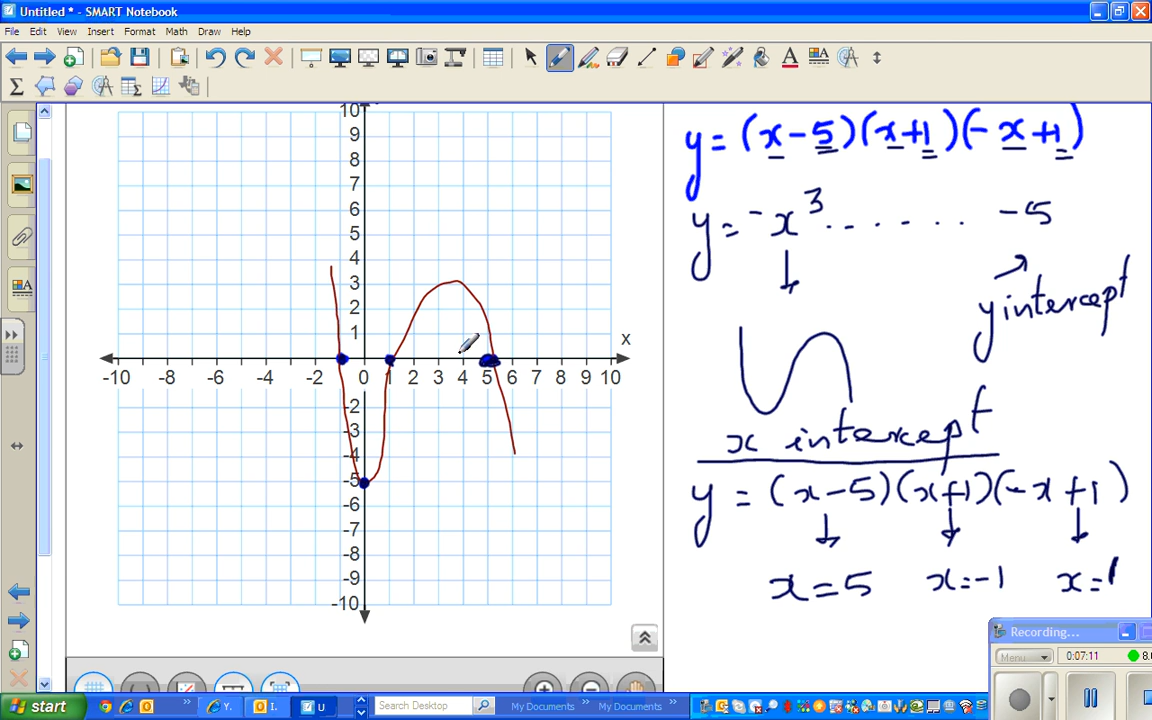 Untitled * - SMART Notebook
File Edit View Insert Format Math Draw Help
y = (x-5)(x+1)(-x+1)
y = -x³ . . . . . . . -5
y intercept
x intercept
y = (x-5)(x+1)(-x+1)
x=5 x=-1 x=1
10
9
8
7
6
5
4
3
2
1
x
-10 -8 -6 -4 -2 0 1 2 3 4 5 6 7 8 9 10
-2
-3
-4
-5
-6
-7
-8
-9
-10
Recording...
Menu 0:07:11 8.
start Y. I. U Search Desktop My Documents » My Computer »